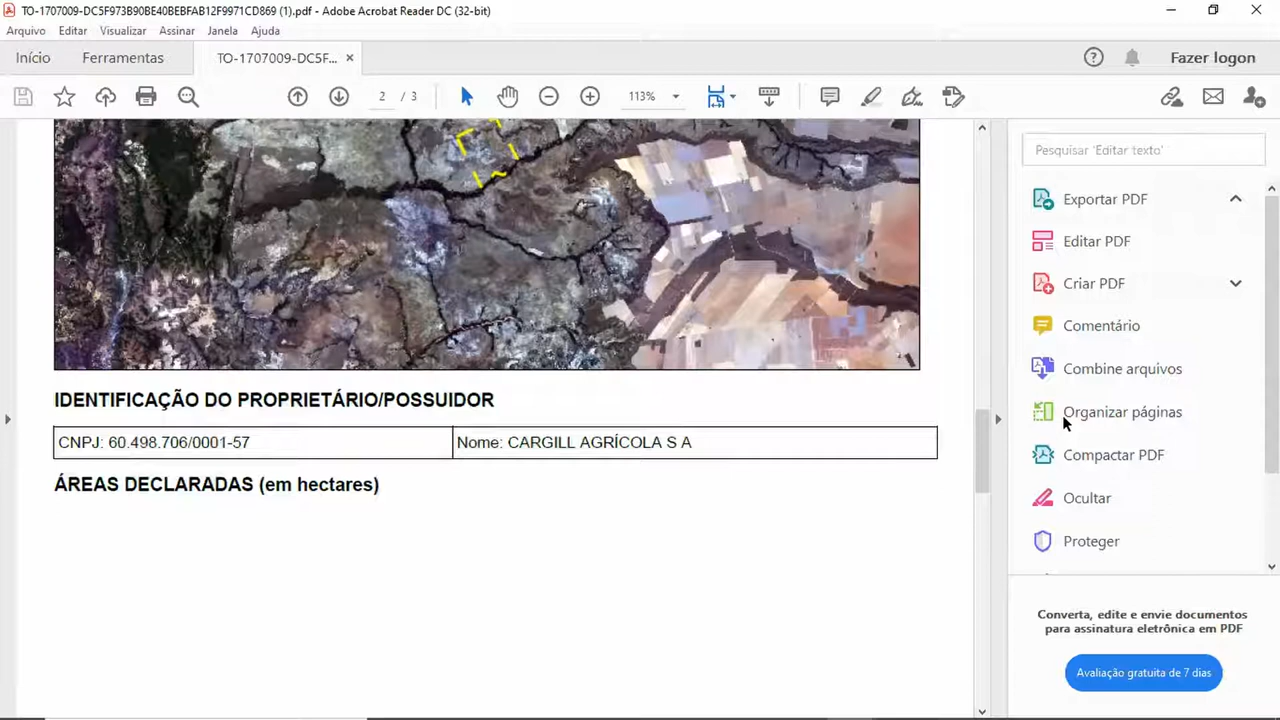 TO-1707009-DC5F973B90BE40BEBFAB12F9971CD869 (1).pdf - Adobe Acrobat Reader DC (32-bit)
Arquivo Editar Visualizar Assinar Janela Ajuda
Início Ferramentas TO-1707009-DC5F... × Fazer logon
2 / 3 113%
Pesquisar 'Editar texto'
Exportar PDF
Editar PDF
Criar PDF
Comentário
Combine arquivos
Organizar páginas
Compactar PDF
Ocultar
Proteger
IDENTIFICAÇÃO DO PROPRIETÁRIO/POSSUIDOR
CNPJ: 60.498.706/0001-57 Nome: CARGILL AGRÍCOLA S A
ÁREAS DECLARADAS (em hectares)
Converta, edite e envie documentos
para assinatura eletrônica em PDF
Avaliação gratuita de 7 dias